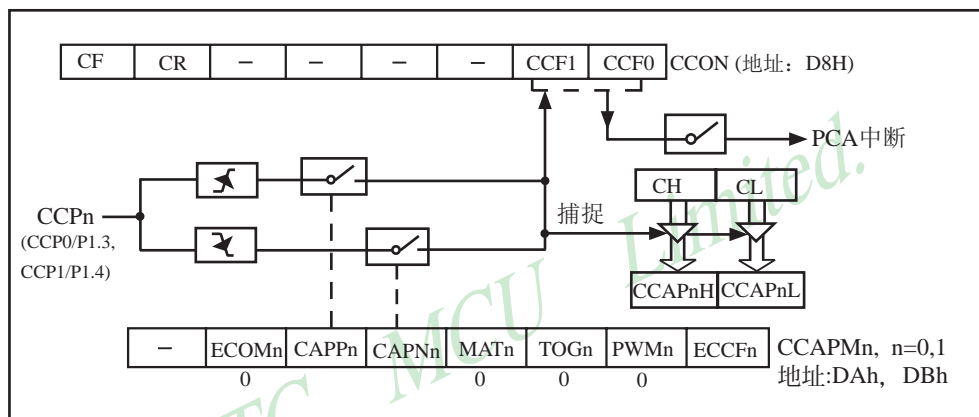 CF CR – – – – CCF1 CCF0 CCON (地址：D8H)
PCA中断
CH CL
CCPn
(CCP0/P1.3,
CCP1/P1.4)
捕捉
CCAPnH CCAPnL
– ECOMn CAPPn CAPNn MATn TOGn PWMn ECCFn CCAPMn, n=0,1
0 0 0 0 地址:DAh, DBh
MCU Limited.